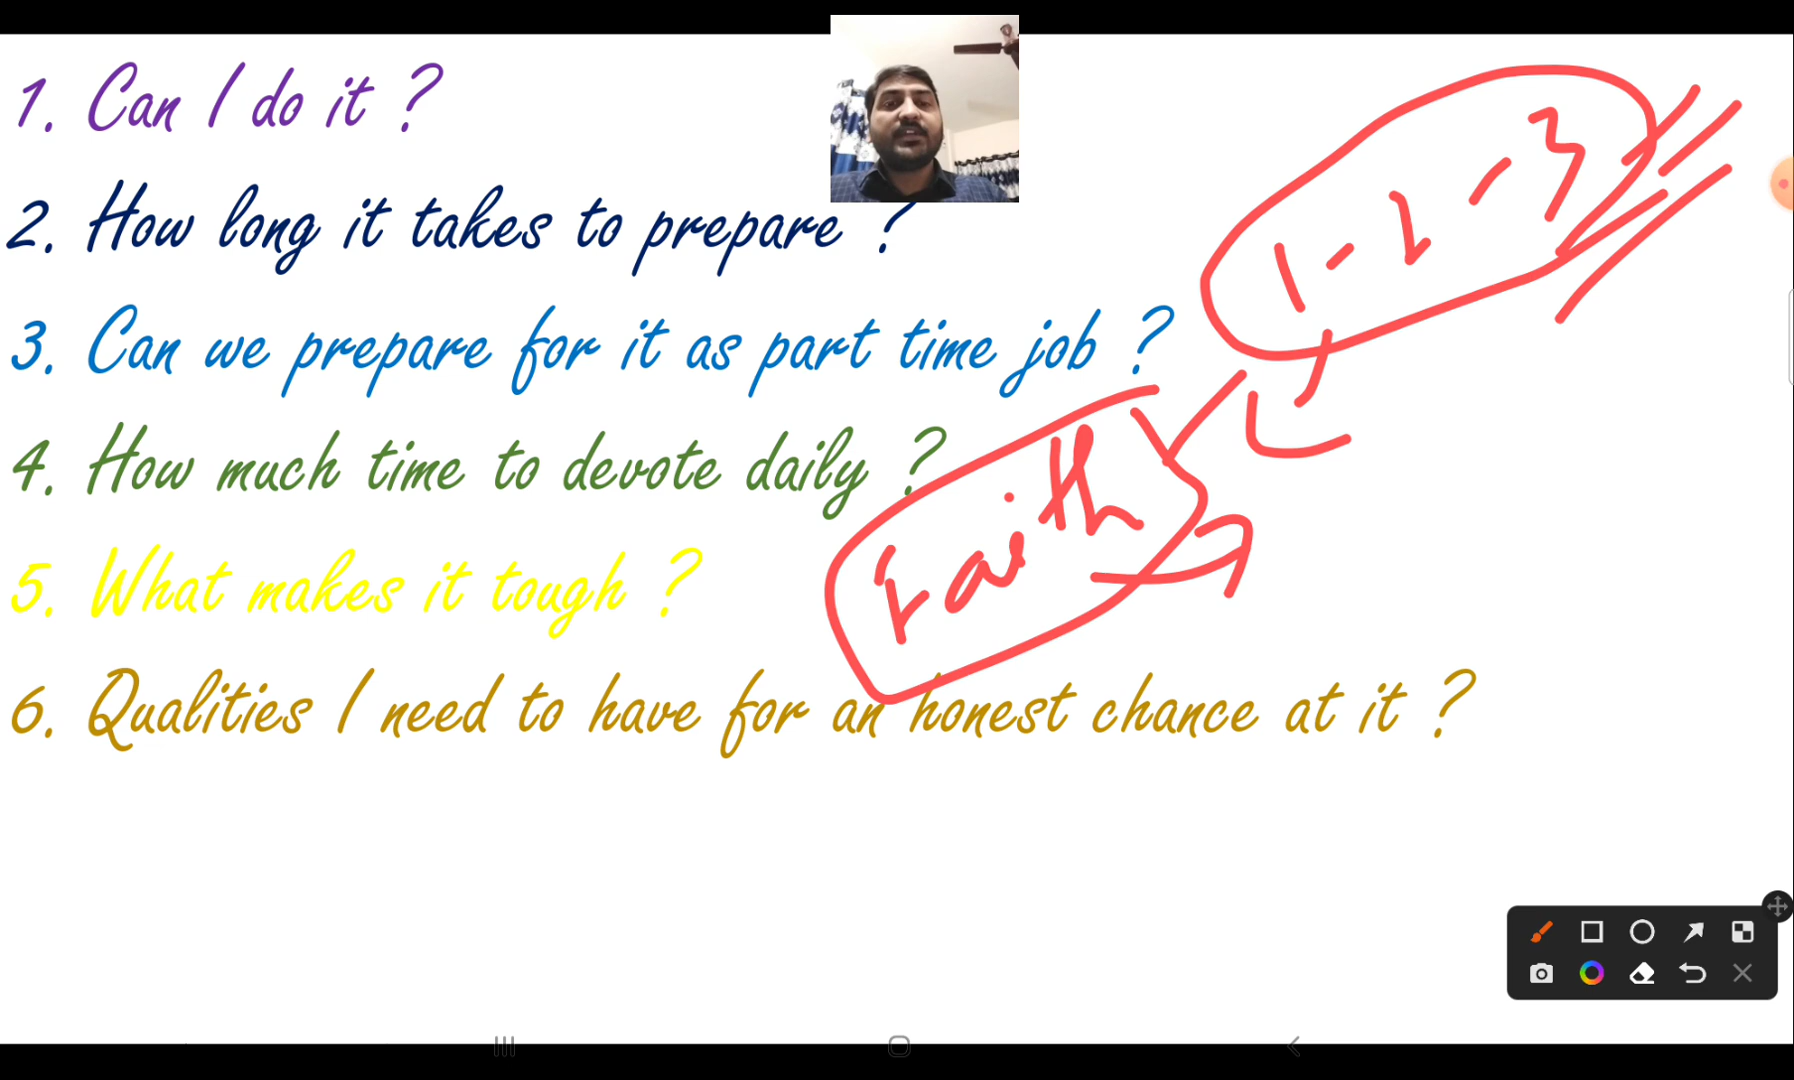 1. Can I do it ?
2. How long it takes to prepare ?
3. Can we prepare for it as part time job ?
4. How much time to devote daily ?
5. What makes it tough ?
6. Qualities I need to have for an honest chance at it ?
1-2-3
Faith